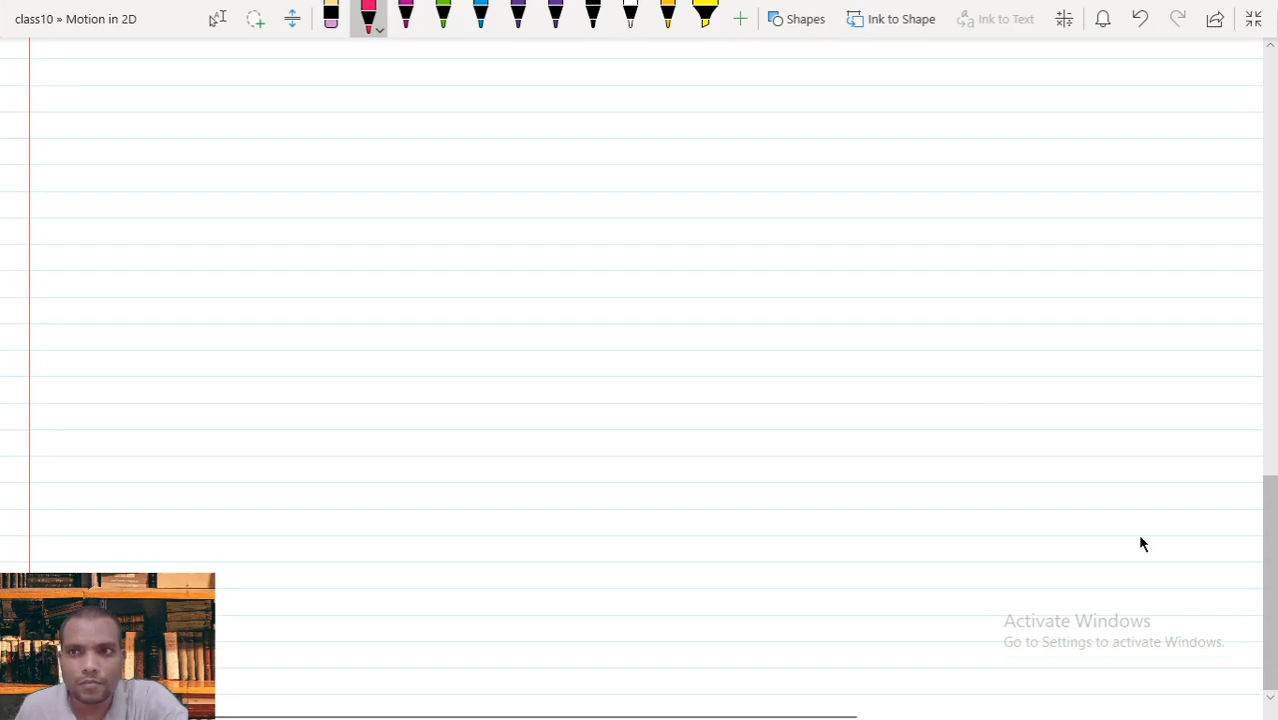 class10 » Motion in 2D
Shapes
Ink to Shape
Ink to Text
Activate Windows
Go to Settings to activate Windows.